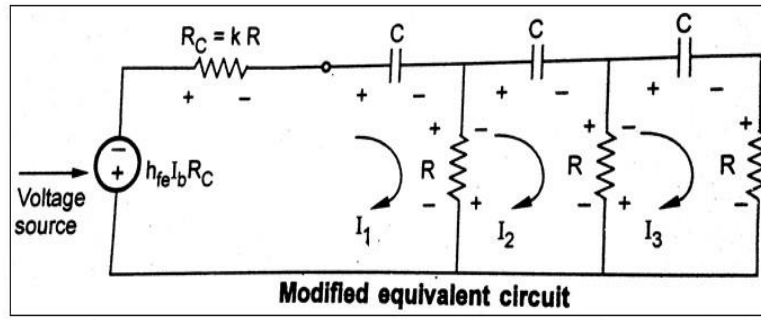 R_C = k R
C
C
C
+ −
+ −
+ −
+ −
+ −
+ −
+
−
+
h_fe I_b R_C
Voltage
source
R
R
R
+
−
+
−
+
−
+
+
−
I_1
I_2
I_3
Modified equivalent circuit